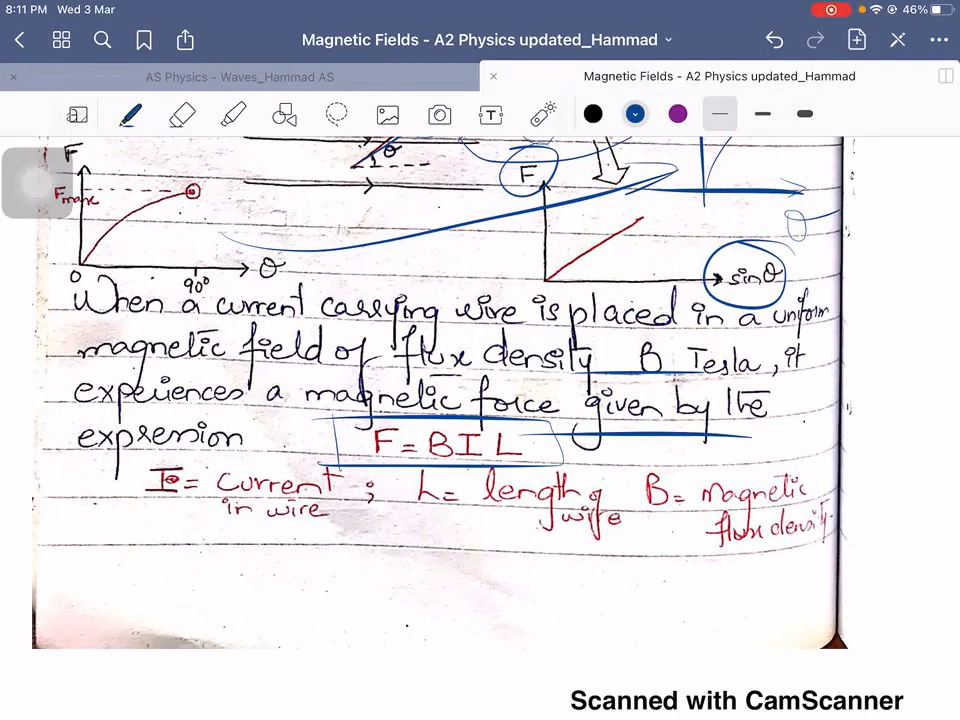 8:11 PM Wed 3 Mar
46%
Magnetic Fields - A2 Physics updated_Hammad
AS Physics - Waves_Hammad AS
Magnetic Fields - A2 Physics updated_Hammad
T
θ
F
F
Fmax
θ
0
90°
θ
sinθ
When a current carrying wire is placed in a uniform
magnetic field of flux density B Tesla, it
experiences a magnetic force given by the
expression
F = B I L
I = current ; L = length of B = magnetic
in wire wire flux density
Scanned with CamScanner